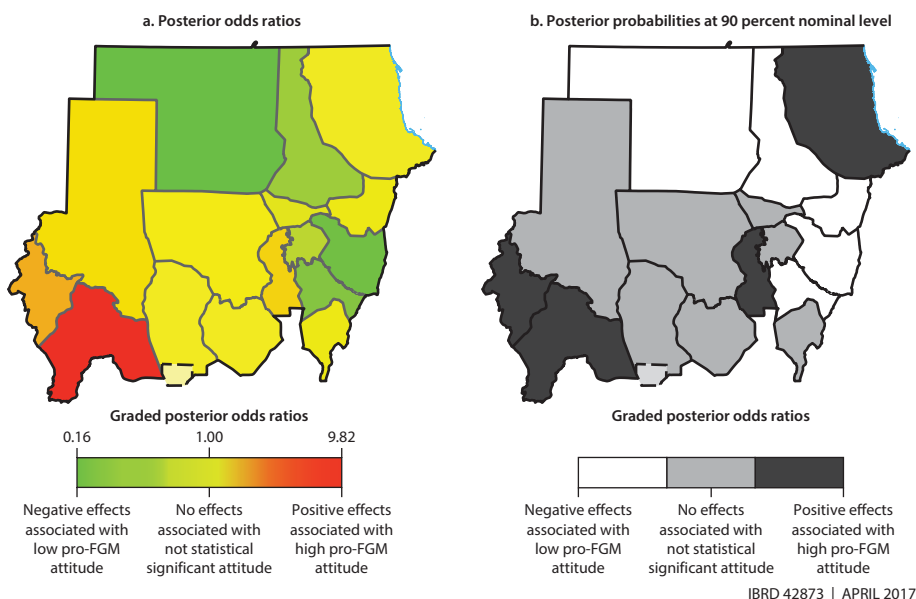 a. Posterior odds ratios
Graded posterior odds ratios
0.16 1.00 9.82
Negative effects
associated with
low pro-FGM
attitude
No effects
associated with
not statistical
significant attitude
Positive effects
associated with
high pro-FGM
attitude
b. Posterior probabilities at 90 percent nominal level
Graded posterior odds ratios
Negative effects
associated with
low pro-FGM
attitude
No effects
associated with
not statistical
significant attitude
Positive effects
associated with
high pro-FGM
attitude
IBRD 42873 | APRIL 2017